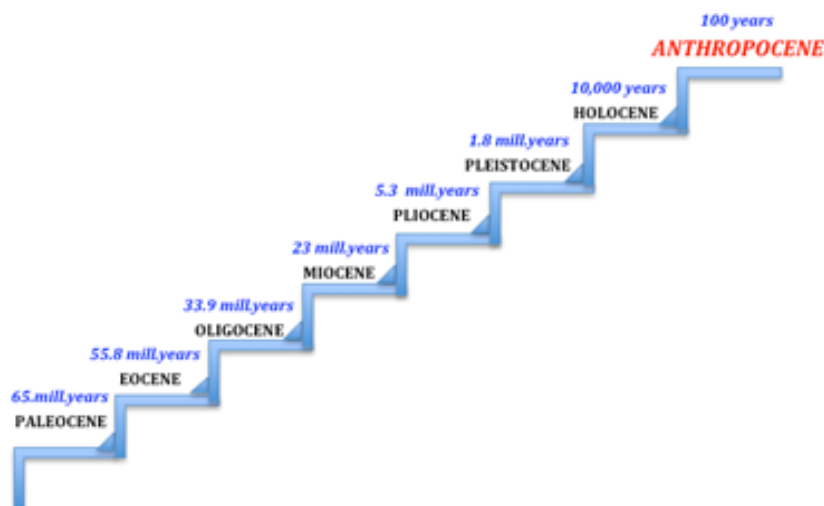 100 years
ANTHROPOCENE
10,000 years
HOLOCENE
1.8 mill.years
PLEISTOCENE
5.3 mill.years
PLIOCENE
23 mill.years
MIOCENE
33.9 mill.years
OLIGOCENE
55.8 mill.years
EOCENE
65.mill.years
PALEOCENE